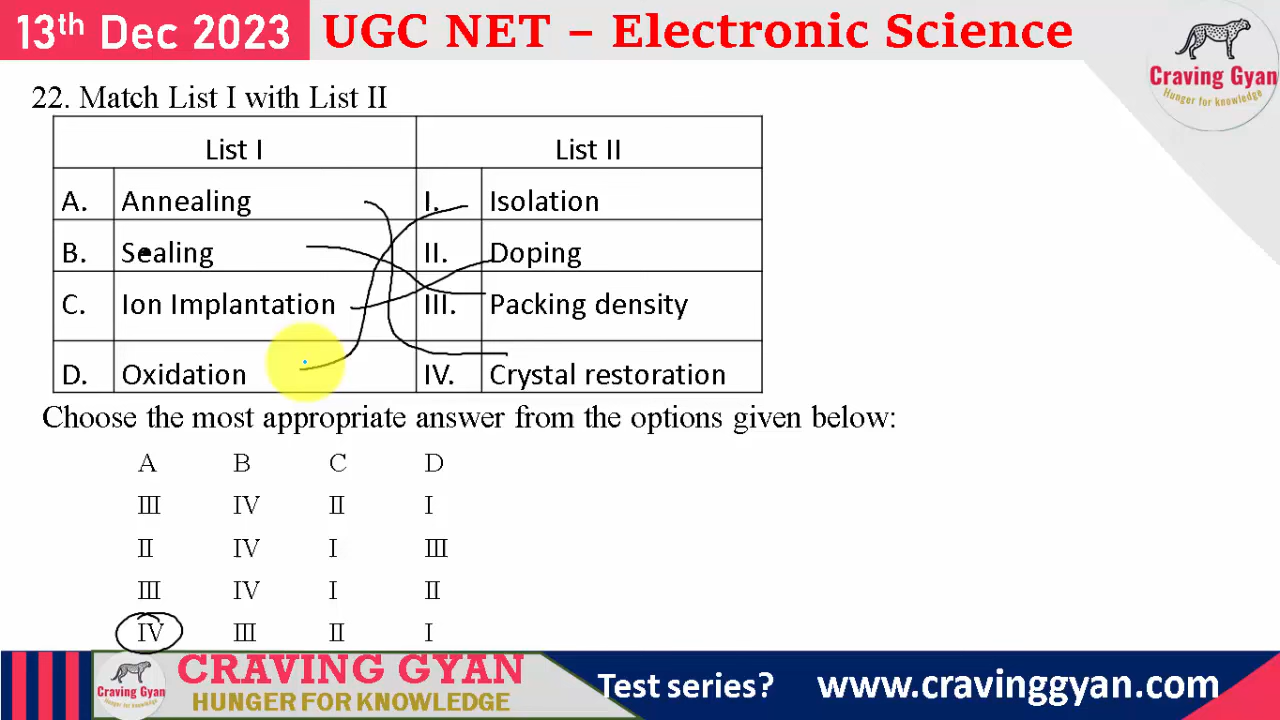 13th Dec 2023 UGC NET – Electronic Science
Craving Gyan
Hunger for knowledge
22. Match List I with List II
List I List II
A. Annealing I. Isolation
B. Sealing II. Doping
C. Ion Implantation III. Packing density
D. Oxidation IV. Crystal restoration
Choose the most appropriate answer from the options given below:
A B C D
III IV II I
II IV I III
III IV I II
IV III II I
Craving Gyan
HUNGER FOR KNOWLEDGE
CRAVING GYAN
HUNGER FOR KNOWLEDGE
Test series? www.cravinggyan.com